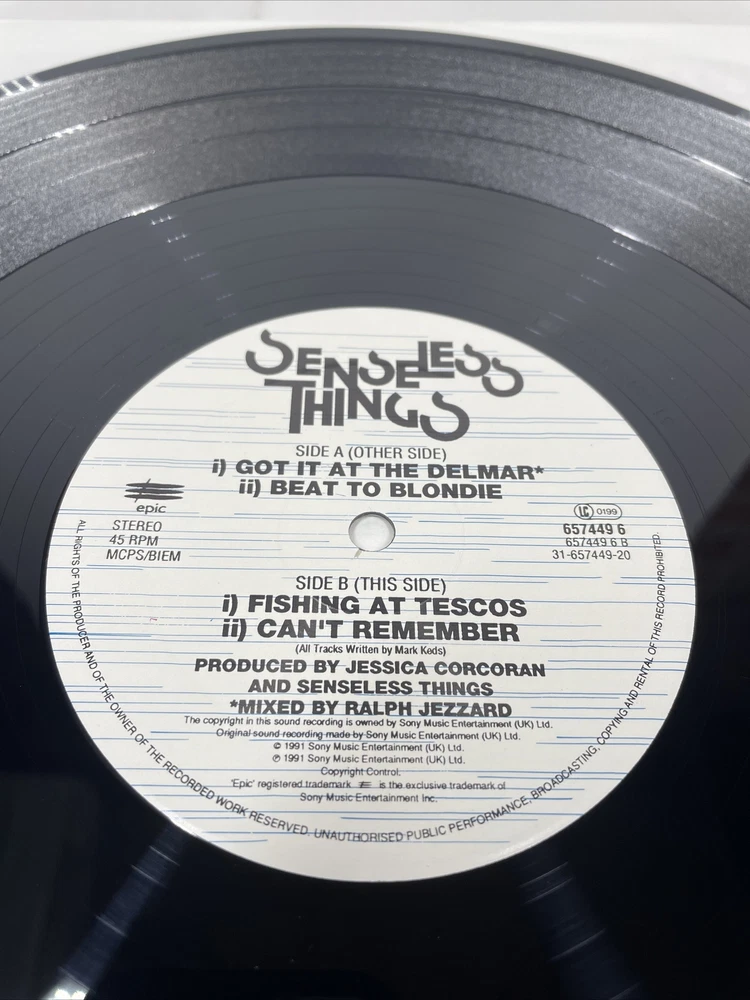 SENSELESS
THINGS
SIDE A (OTHER SIDE)
i) GOT IT AT THE DELMAR*
ii) BEAT TO BLONDIE
epic
STEREO
45 RPM
MCPS/BIEM
LC 0199
657449 6
657449 6 B
31-657449-20
SIDE B (THIS SIDE)
i) FISHING AT TESCOS
ii) CAN'T REMEMBER
(All Tracks Written by Mark Keds)
PRODUCED BY JESSICA CORCORAN
AND SENSELESS THINGS
*MIXED BY RALPH JEZZARD
The copyright in this sound recording is owned by Sony Music Entertainment (UK) Ltd.
Original sound recording made by Sony Music Entertainment (UK) Ltd.
© 1991 Sony Music Entertainment (UK) Ltd.
℗ 1991 Sony Music Entertainment (UK) Ltd.
Copyright Control.
'Epic' registered trademark is the exclusive trademark of
Sony Music Entertainment Inc.
ALL RIGHTS OF THE PRODUCER AND OF THE OWNER OF THE RECORDED WORK RESERVED. UNAUTHORISED PUBLIC PERFORMANCE, BROADCASTING, COPYING AND RENTAL OF THIS RECORD PROHIBITED.